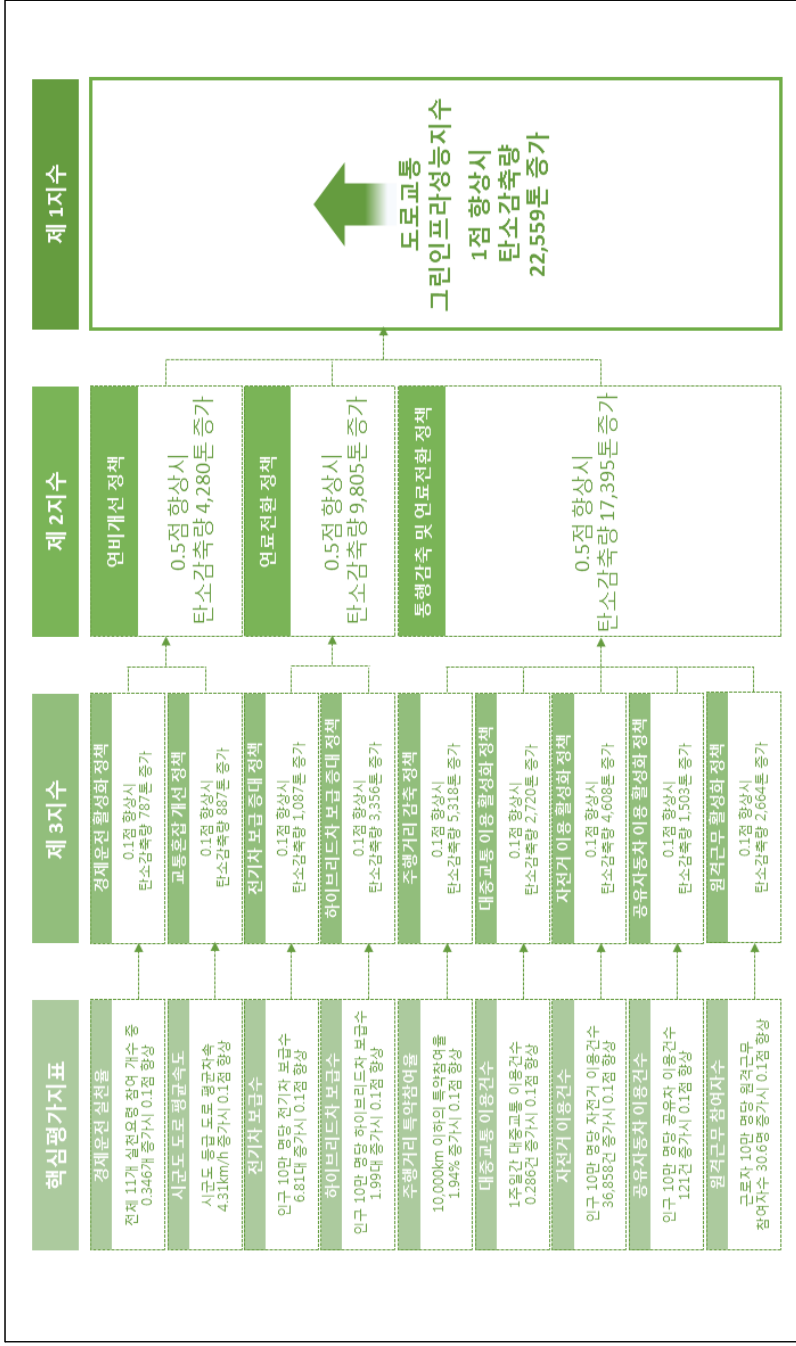 핵심평가지표
경제운전 실천율
전체 11개 실천요령 참여 개수 중
0.346개 증가시 0.1점 향상
시군도 도로 평균속도
시군도 등급 도로 평균차속
4.31km/h 증가시 0.1점 향상
전기차 보급수
인구 10만 명당 전기차 보급수
6.81대 증가시 0.1점 향상
하이브리드차 보급수
인구 10만 명당 하이브리드차 보급수
1.99대 증가시 0.1점 향상
주행거리 특약참여율
10,000km 이하의 특약참여율
1.94% 증가시 0.1점 향상
대중교통 이용건수
1주일간 대중교통 이용건수
0.286건 증가시 0.1점 향상
자전거 이용건수
인구 10만 명당 자전거 이용건수
36,858건 증가시 0.1점 향상
공유자동차 이용건수
인구 10만 명당 공유차 이용건수
121건 증가시 0.1점 향상
원격근무 참여자수
근로자 10만 명당 원격근무
참여자수 30.6명 증가시 0.1점 향상
제 3지수
경제운전 활성화 정책
0.1점 향상시
탄소감축량 787톤 증가
교통혼잡 개선 정책
0.1점 향상시
탄소감축량 887톤 증가
전기차 보급 증대 정책
0.1점 향상시
탄소감축량 1,087톤 증가
하이브리드차 보급 증대 정책
0.1점 향상시
탄소감축량 3,356톤 증가
주행거리 감축 정책
0.1점 향상시
탄소감축량 5,318톤 증가
대중교통 이용 활성화 정책
0.1점 향상시
탄소감축량 2,720톤 증가
자전거 이용 활성화 정책
0.1점 향상시
탄소감축량 4,608톤 증가
공유자동차 이용 활성화 정책
0.1점 향상시
탄소감축량 1,503톤 증가
원격근무 활성화 정책
0.1점 향상시
탄소감축량 2,664톤 증가
제 2지수
연비개선 정책
0.5점 향상시
탄소감축량 4,280톤 증가
연료전환 정책
0.5점 향상시
탄소감축량 9,805톤 증가
통행감축 및 연료전환 정책
0.5점 향상시
탄소감축량 17,395톤 증가
제 1지수
도로교통
그린인프라성능지수
1점 향상시
탄소감축량
22,559톤 증가